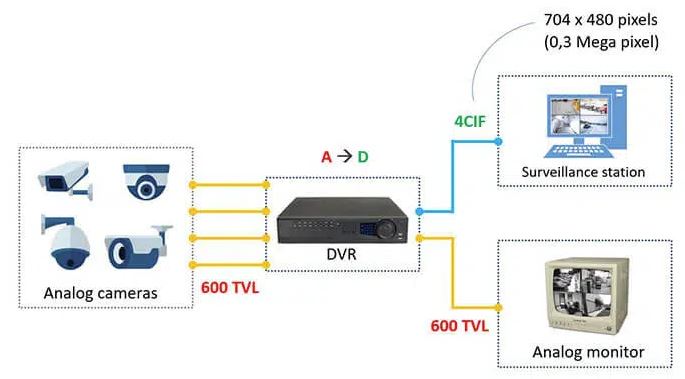 704 x 480 pixels
(0,3 Mega pixel)
4CIF
A → D
Surveillance station
DVR
Analog cameras
600 TVL
600 TVL
Analog monitor